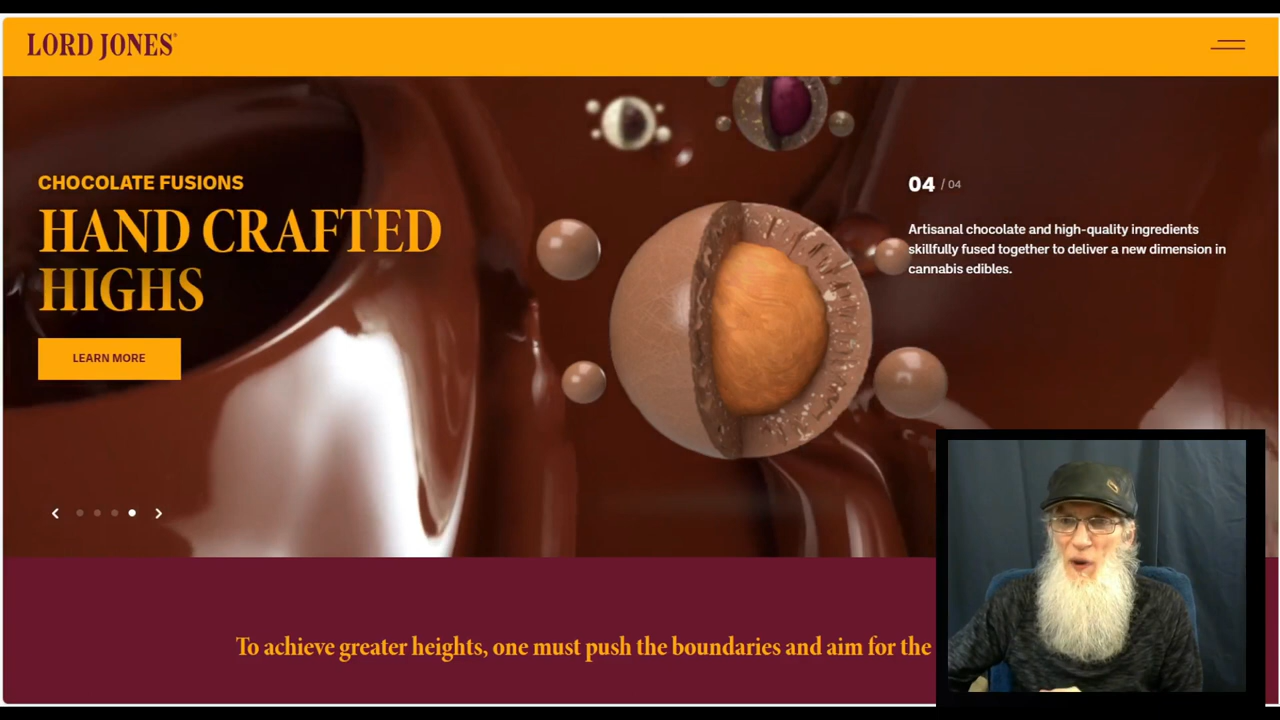 LORD JONES®
CHOCOLATE FUSIONS
HAND CRAFTED
HIGHS
LEARN MORE
04 / 04
Artisanal chocolate and high-quality ingredients
skillfully fused together to deliver a new dimension in
cannabis edibles.
To achieve greater heights, one must push the boundaries and aim for the